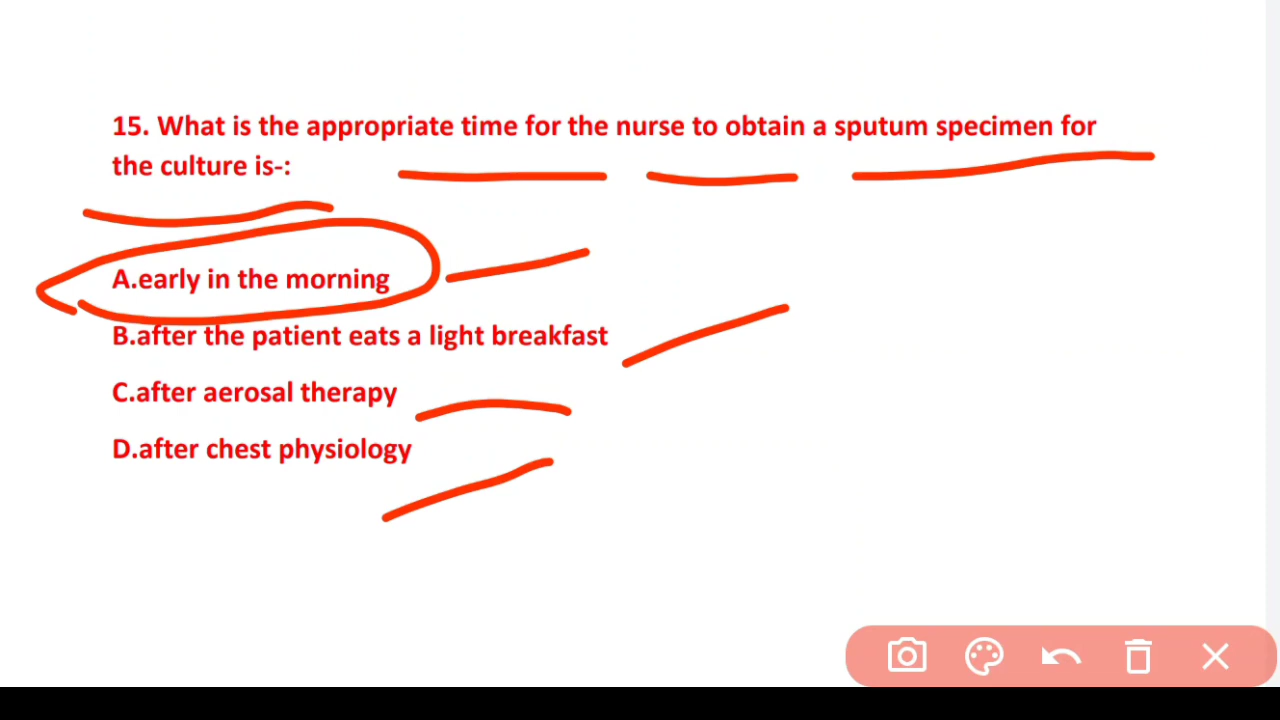 15. What is the appropriate time for the nurse to obtain a sputum specimen for
the culture is-:
A.early in the morning
B.after the patient eats a light breakfast
C.after aerosal therapy
D.after chest physiology